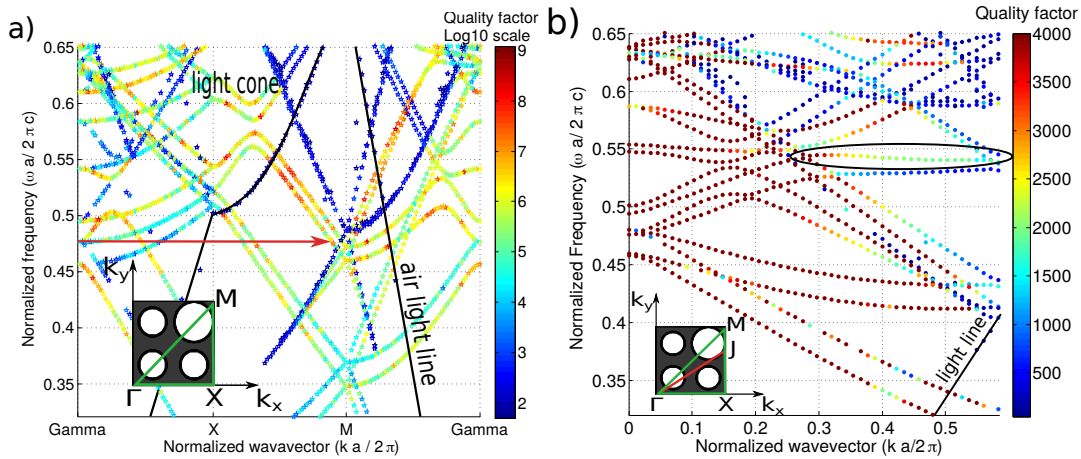 a)
Quality factor
Log10 scale
0.65
0.6
0.55
0.5
0.45
0.4
0.35
Normalized frequency (ω a/ 2 π c)
light cone
air light line
ky
M
Γ
X
kx
Gamma
X
M
Gamma
Normalized wavavector (k a / 2 π)
9
8
7
6
5
4
3
2
b)
Quality factor
0.65
0.6
0.55
0.5
0.45
0.4
0.35
Normalized Frequency (ω a/ 2 π c)
light line
ky
M
J
Γ
X
kx
0
0.1
0.2
0.3
0.4
0.5
Normalized wavevector (k a/2 π)
4000
3500
3000
2500
2000
1500
1000
500